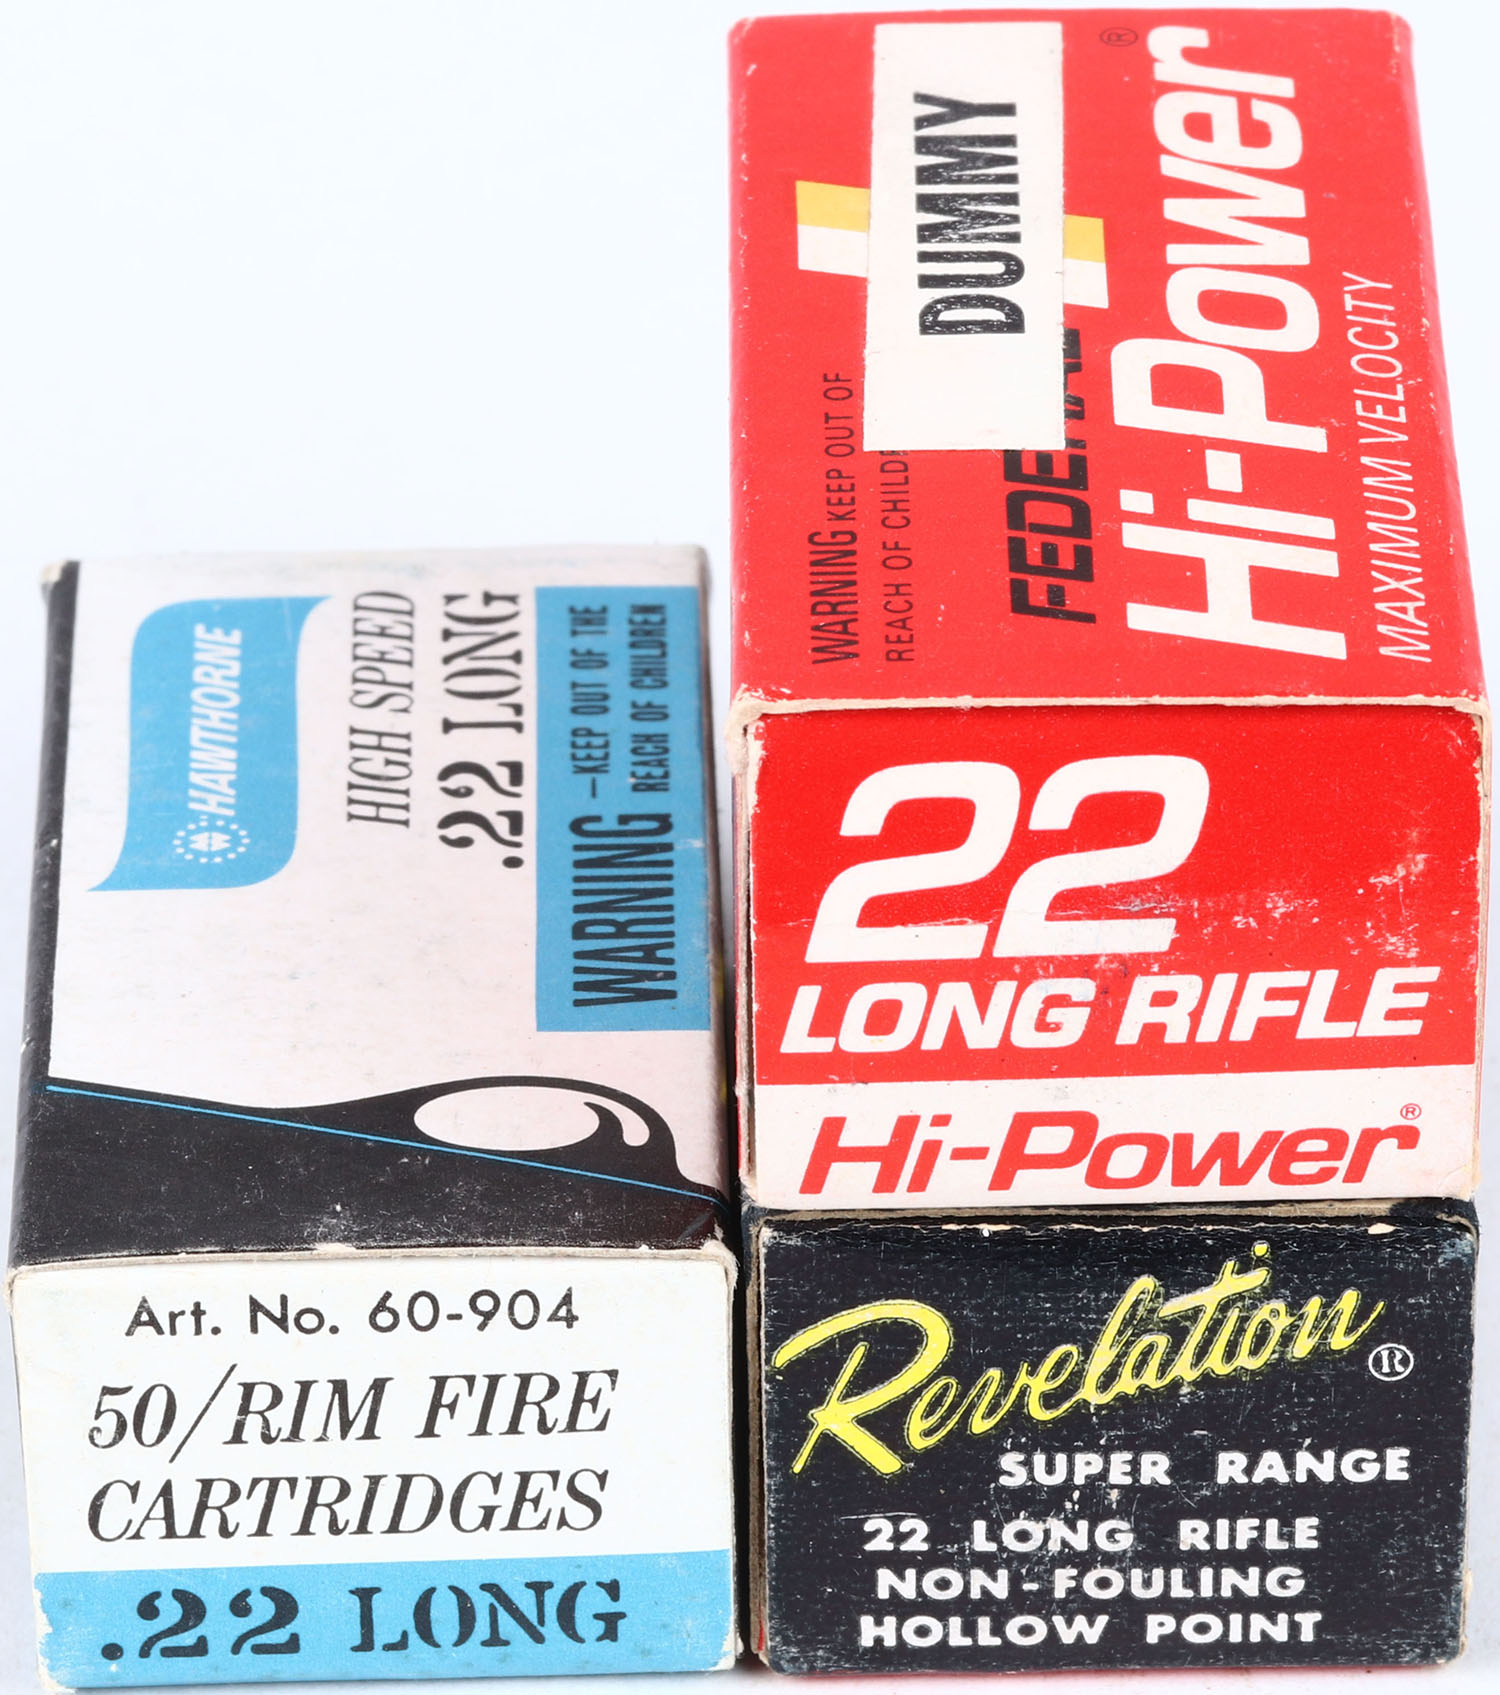 HAWTHORNE
HIGH SPEED
.22 LONG
WARNING —KEEP OUT OF THE
REACH OF CHILDREN
Art. No. 60-904
50/RIM FIRE
CARTRIDGES
.22 LONG
WARNING KEEP OUT OF
REACH OF
DUMMY
FEDERAL
Hi-Power®
MAXIMUM VELOCITY
22
LONG RIFLE
Hi-Power®
Revelation®
SUPER RANGE
22 LONG RIFLE
NON-FOULING
HOLLOW POINT